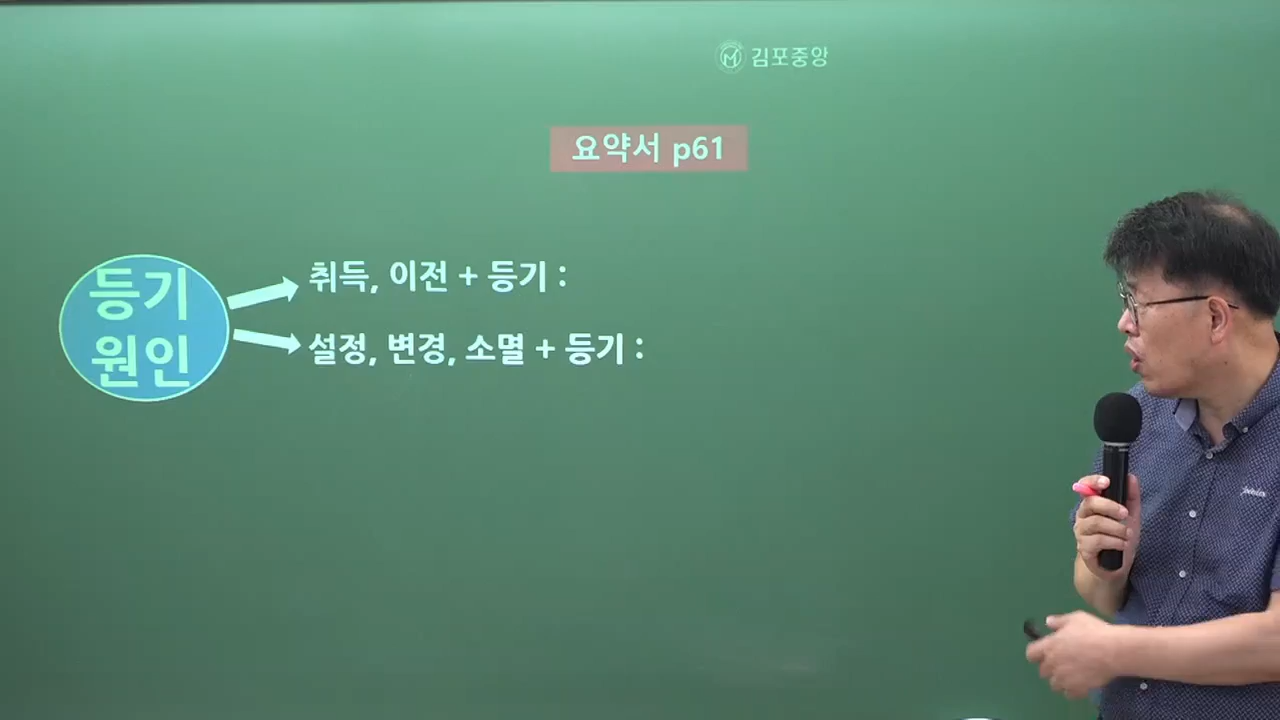 김포중앙
요약서 p61
등기
원인
취득, 이전 + 등기 :
설정, 변경, 소멸 + 등기 :